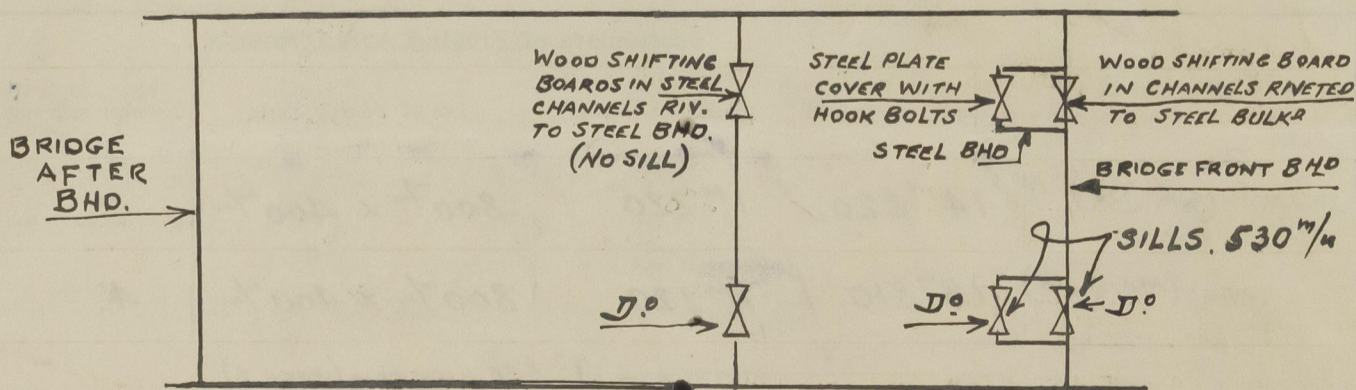 BRIDGE
AFTER
BHD.
WOOD SHIFTING
BOARDS IN STEEL
CHANNELS RIV.
TO STEEL BHD.
(NO SILL)
STEEL PLATE
COVER WITH
HOOK BOLTS
STEEL BHD
WOOD SHIFTING BOARD
IN CHANNELS RIVETED
TO STEEL BULKD
BRIDGE FRONT BHD
SILLS. 530 m/m
Do
Do
Do